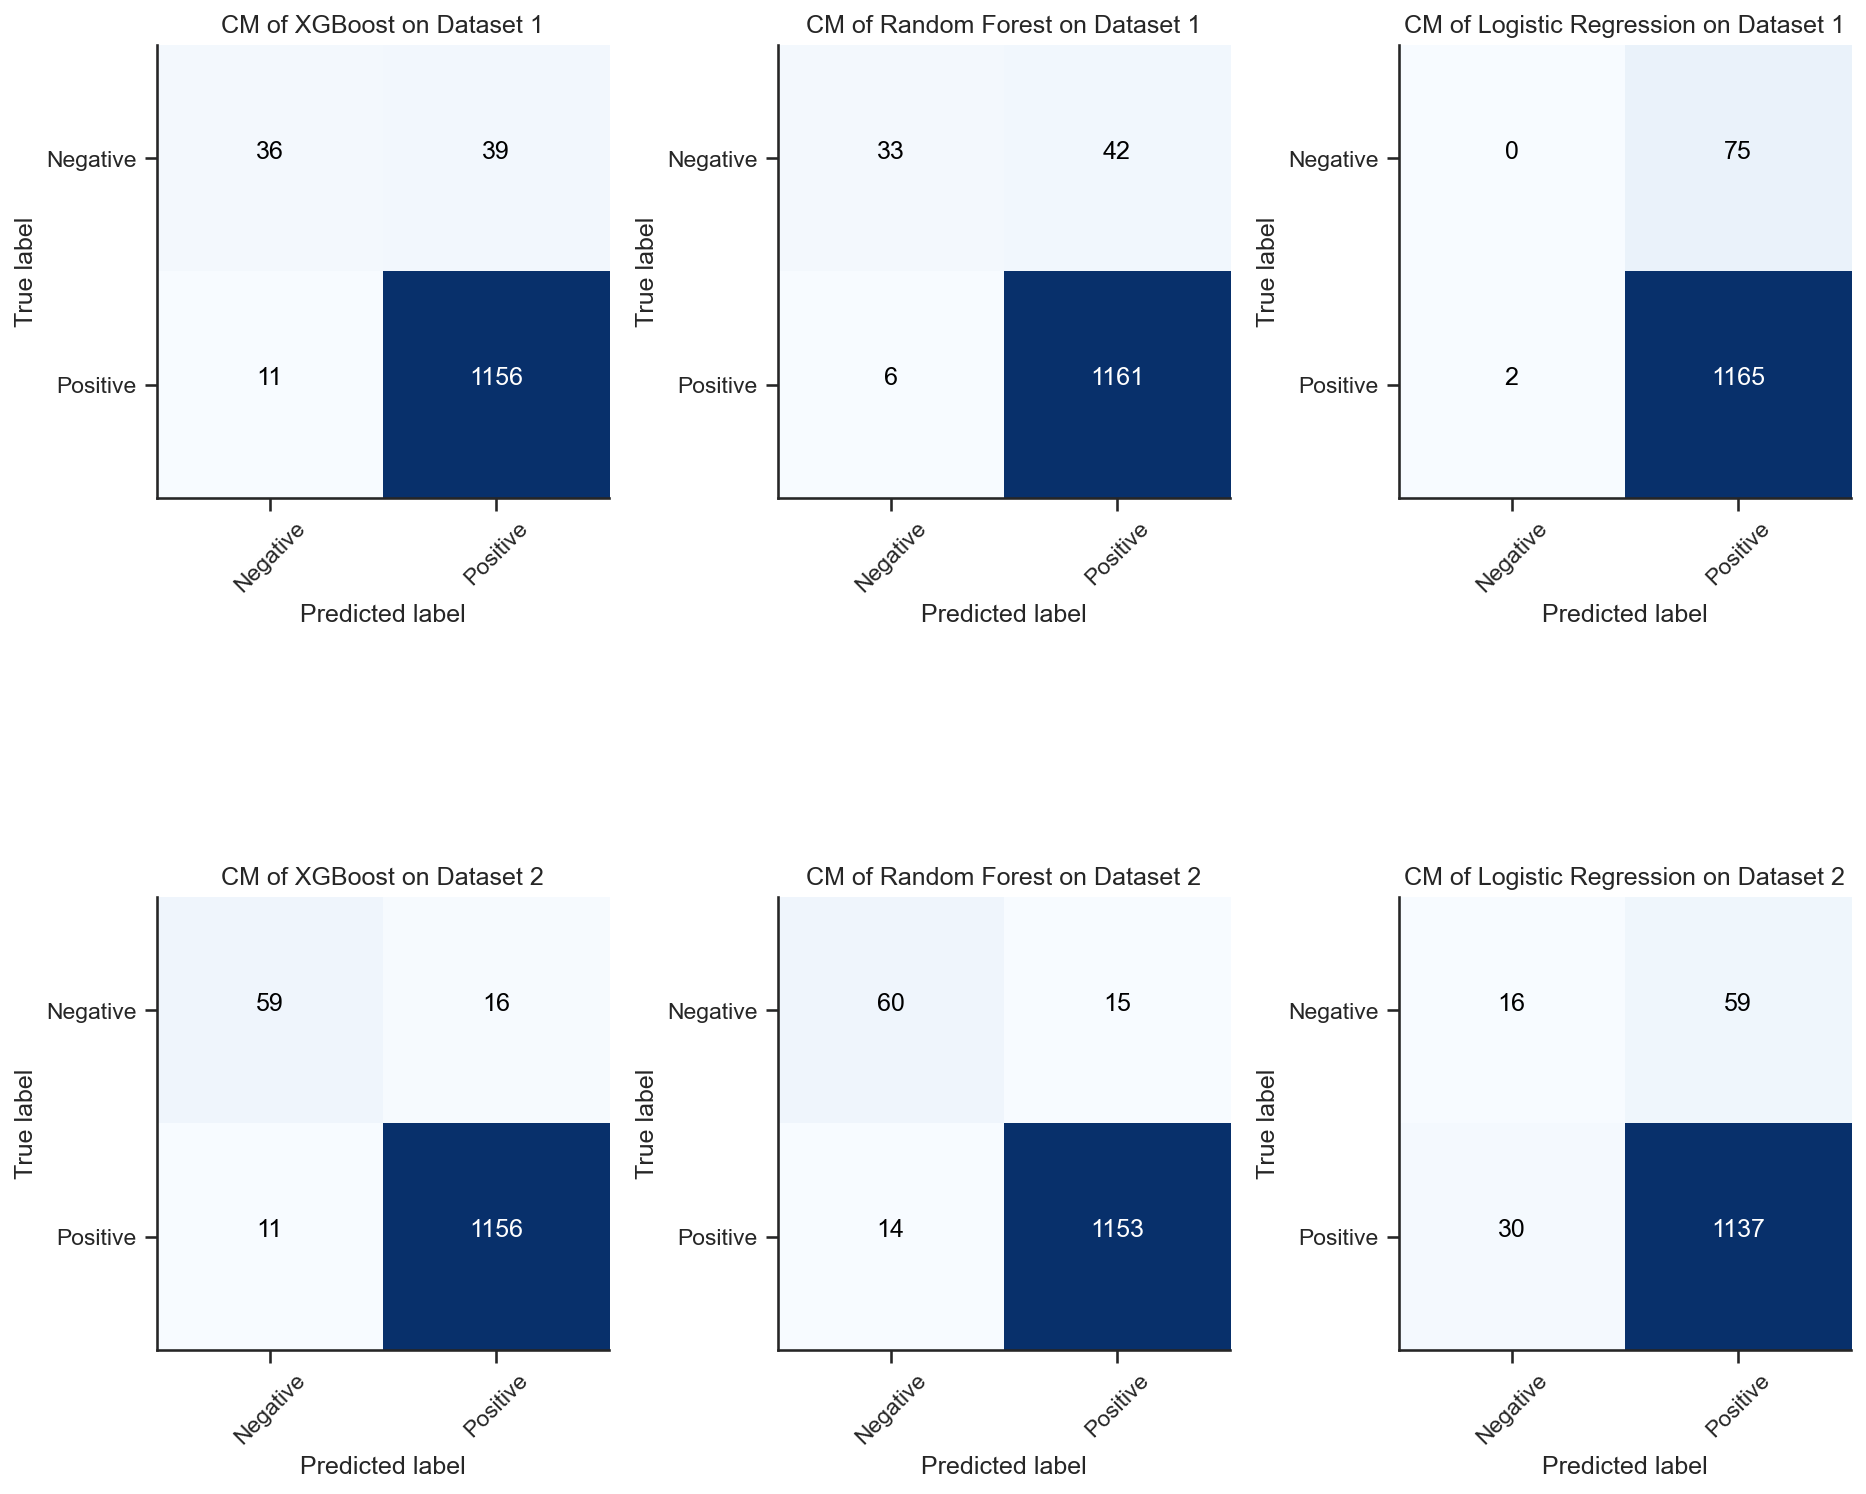 CM of XGBoost on Dataset 1
True label
Negative
36
39
Positive
11
1156
Negative
Positive
Predicted label
CM of Random Forest on Dataset 1
True label
Negative
33
42
Positive
6
1161
Negative
Positive
Predicted label
CM of Logistic Regression on Dataset 1
True label
Negative
0
75
Positive
2
1165
Negative
Positive
Predicted label
CM of XGBoost on Dataset 2
True label
Negative
59
16
Positive
11
1156
Negative
Positive
Predicted label
CM of Random Forest on Dataset 2
True label
Negative
60
15
Positive
14
1153
Negative
Positive
Predicted label
CM of Logistic Regression on Dataset 2
True label
Negative
16
59
Positive
30
1137
Negative
Positive
Predicted label